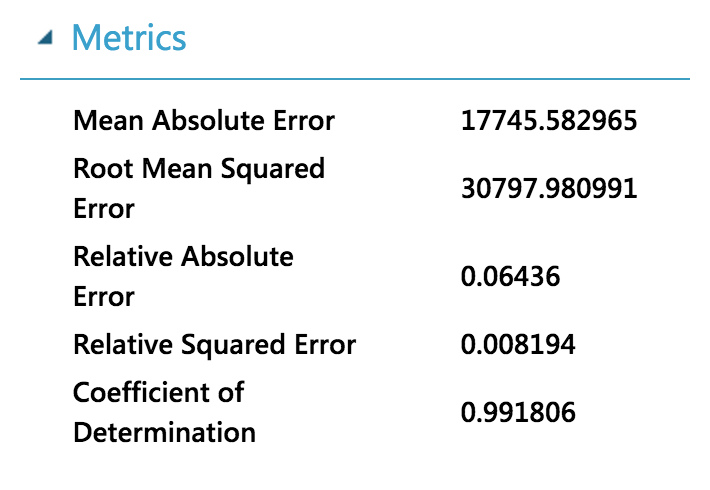 Metrics
Mean Absolute Error 17745.582965
Root Mean Squared
Error 30797.980991
Relative Absolute
Error 0.06436
Relative Squared Error 0.008194
Coefficient of
Determination 0.991806